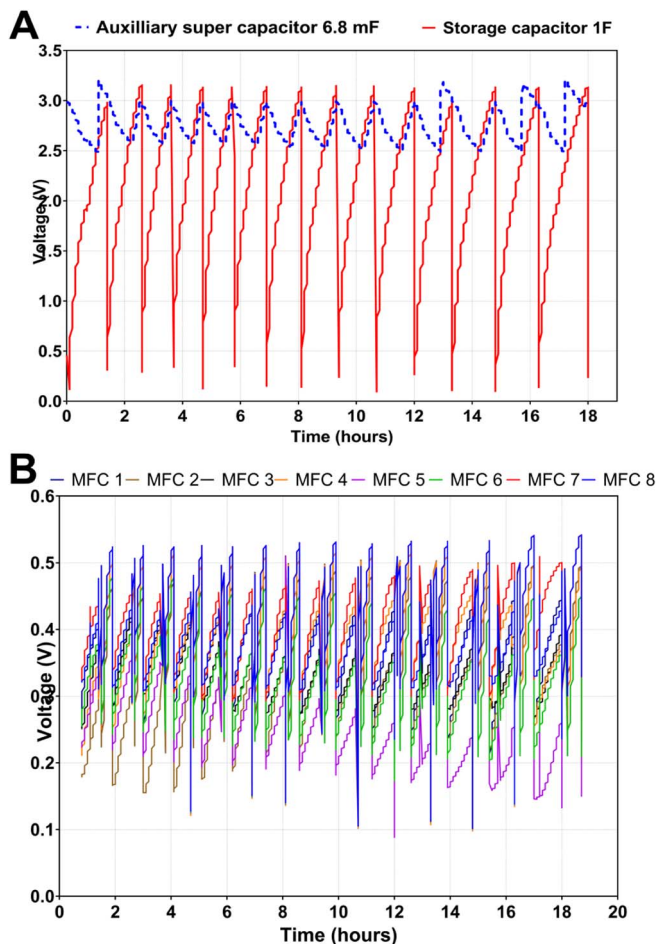 A
Auxilliary super capacitor 6.8 mF Storage capacitor 1F
3.5
3.0
2.5
2.0
1.5
1.0
0.5
0.0
Voltage (V)
0 2 4 6 8 10 12 14 16 18
Time (hours)
B
MFC 1 MFC 2 MFC 3 MFC 4 MFC 5 MFC 6 MFC 7 MFC 8
0.6
0.5
0.4
0.3
0.2
0.1
0.0
Voltage (V)
2 4 6 8 10 12 14 16 18 20
Time (hours)